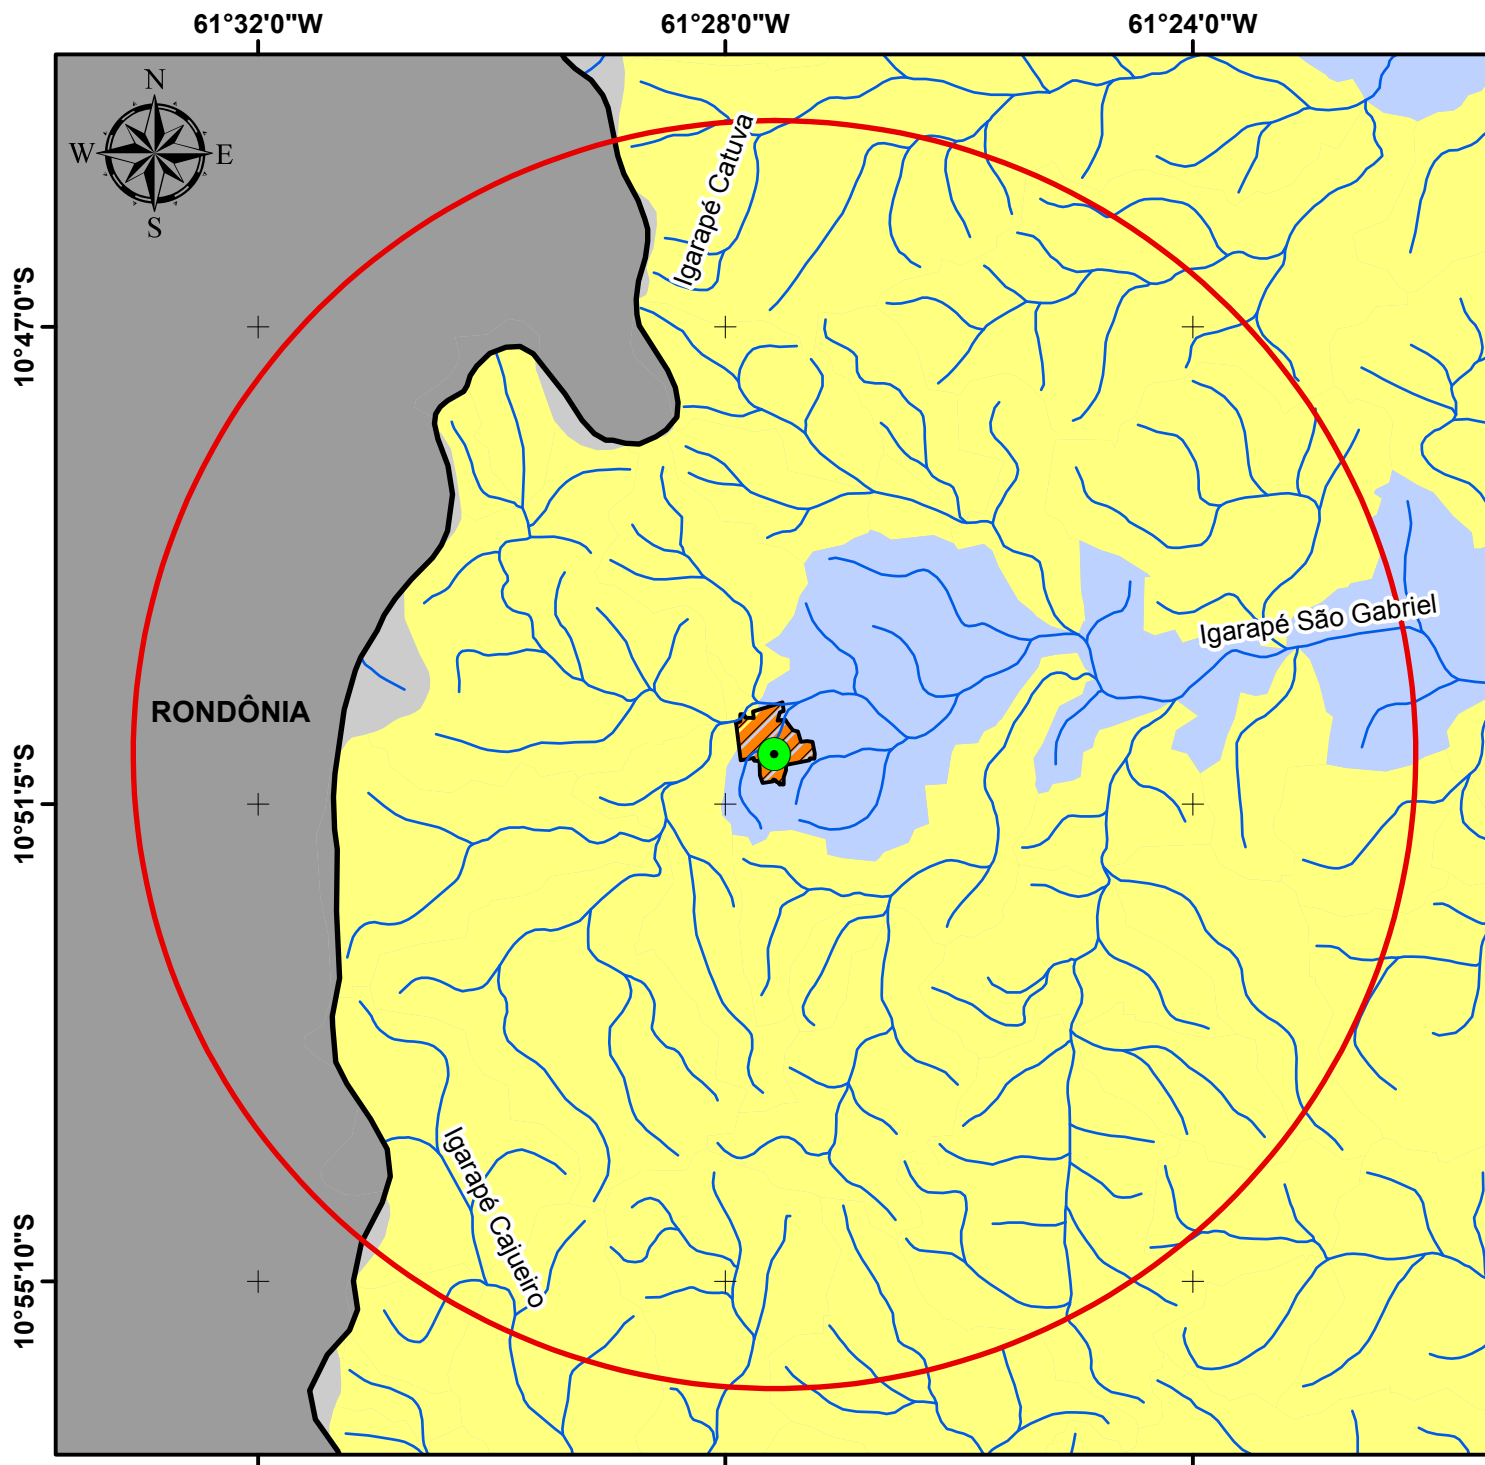 61°32'0"W
61°28'0"W
61°24'0"W
N
W
E
S
Igarapé Catuva
10°47'0"S
Igarapé São Gabriel
RONDÔNIA
10°51'5"S
Igarapé Cajueiro
10°55'10"S